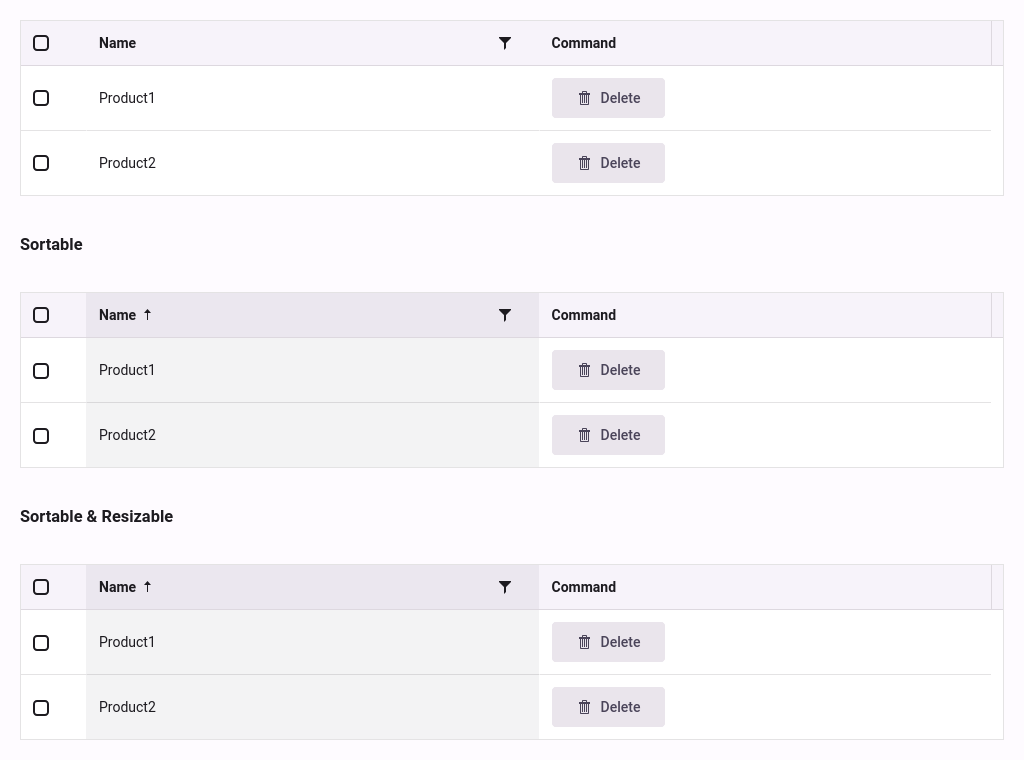 Name Command
Product1 Delete
Product2 Delete
Sortable
Name Command
Product1 Delete
Product2 Delete
Sortable & Resizable
Name Command
Product1 Delete
Product2 Delete